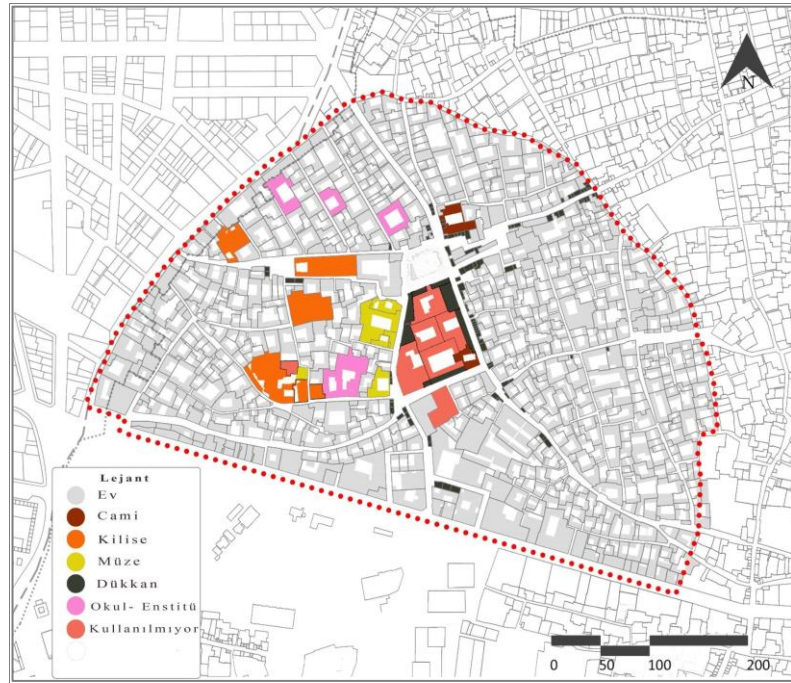 N
Lejant
Ev
Cami
Kilise
Müze
Dükkan
Okul- Enstitü
Kullanılmıyor
0 50 100 200